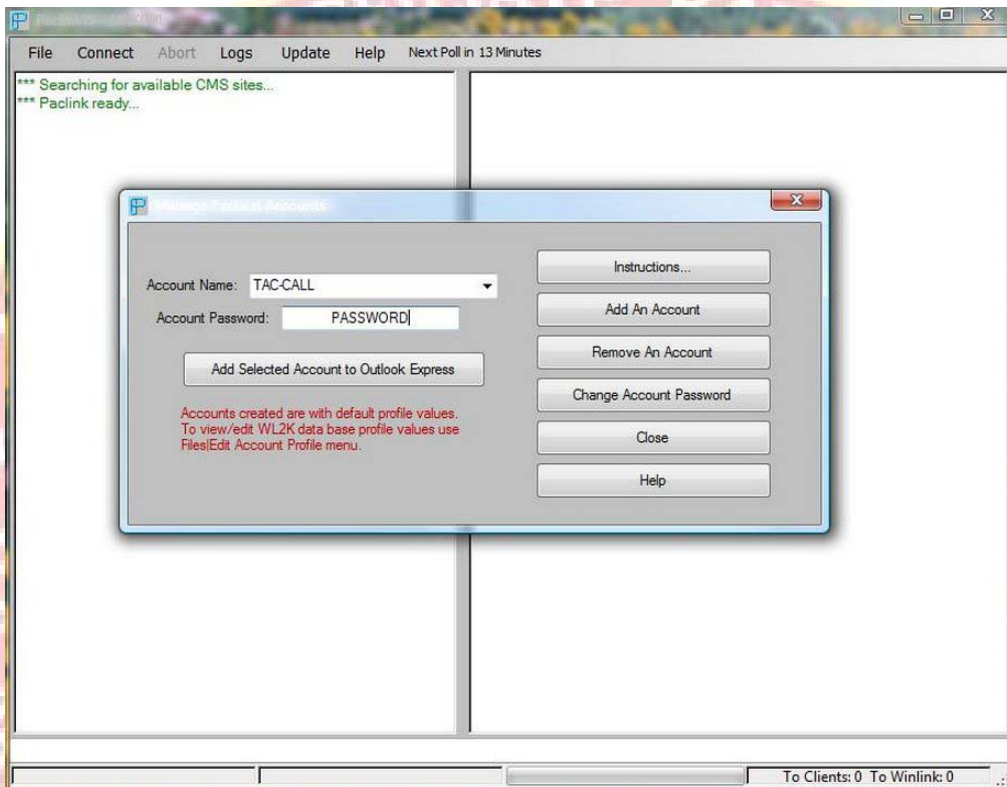 File Connect Abort Logs Update Help Next Poll in 13 Minutes
*** Searching for available CMS sites...
*** Paclink ready...
Manage Tactical Accounts
Account Name: TAC-CALL
Account Password: PASSWORD
Add Selected Account to Outlook Express
Accounts created are with default profile values.
To view/edit WL2K data base profile values use
Files|Edit Account Profile menu.
Instructions...
Add An Account
Remove An Account
Change Account Password
Close
Help
To Clients: 0 To Winlink: 0